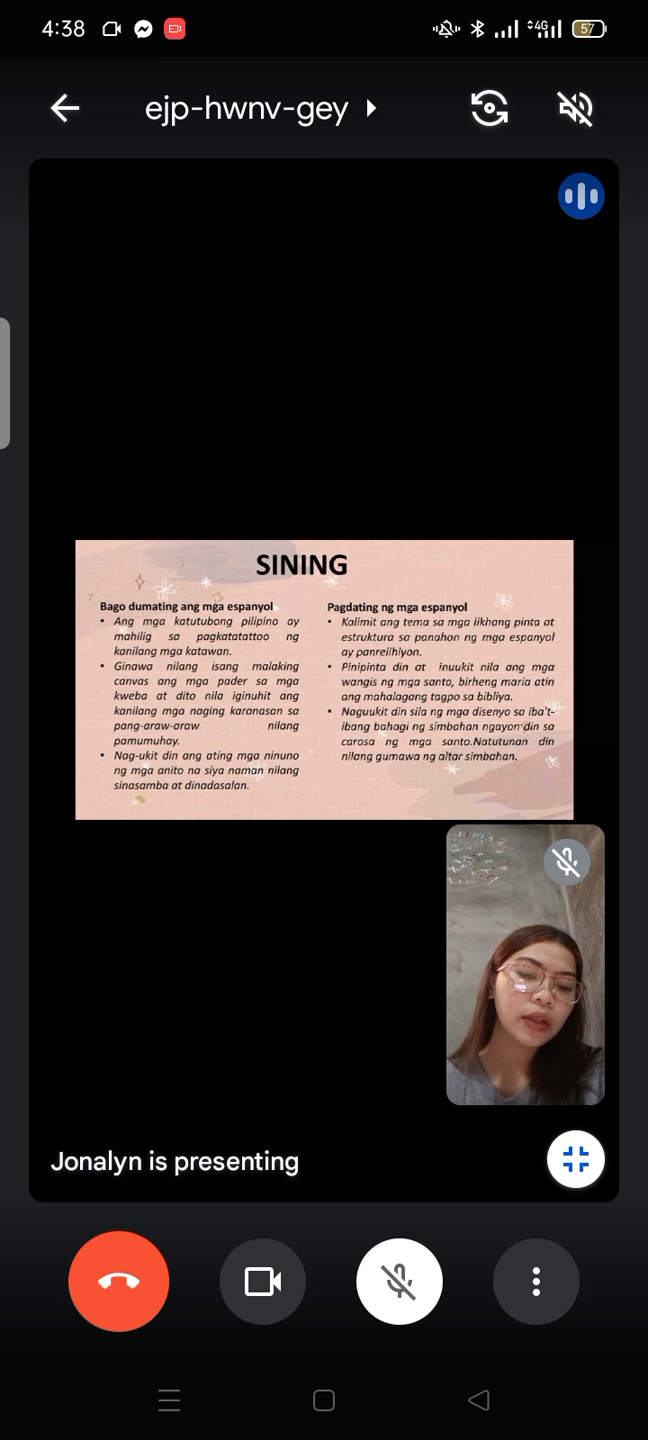 4:38
4G
57
ejp-hwnv-gey
SINING
Bago dumating ang mga espanyol
• Ang mga katutubong pilipino ay
mahilig sa pagkatatattoo ng
kanilang mga katawan.
• Ginawa nilang isang malaking
canvas ang mga pader sa mga
kweba at dito nila iginuhit ang
kanilang mga naging karanasan sa
pang-araw-araw nilang
pamumuhay.
• Nag-ukit din ang ating mga ninuno
ng mga anito na siya naman nilang
sinasamba at dinadasalan.
Pagdating ng mga espanyol
• Kalimit ang tema sa mga likhang pinta at
estruktura sa panahon ng mga espanyol
ay panrelihiyon.
• Pinipinta din at inuukit nila ang mga
wangis ng mga santo, birheng maria atin
ang mahalagang tagpo sa bibliya.
• Naguukit din sila ng mga disenyo sa iba't-
ibang bahagi ng simbahan ngayon din sa
carosa ng mga santo.Natutunan din
nilang gumawa ng altar simbahan.
Jonalyn is presenting